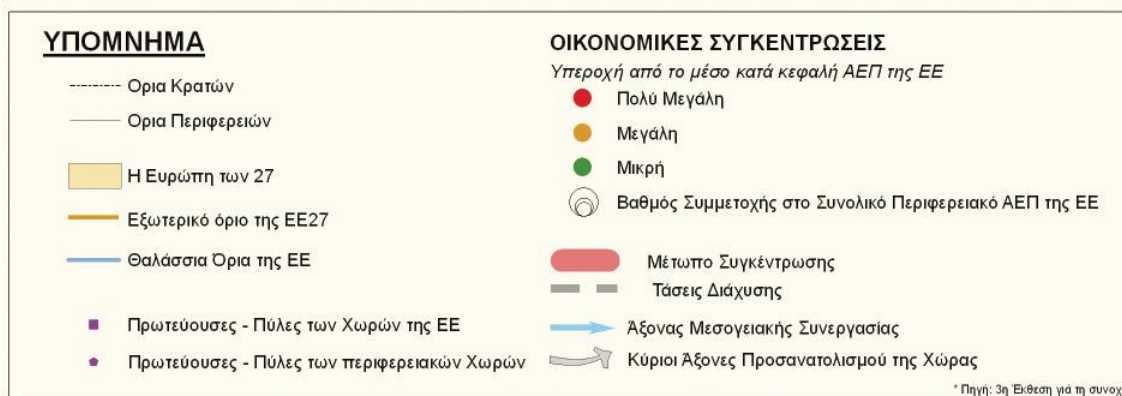 ΥΠΟΜΝΗΜΑ
Ορια Κρατών
Ορια Περιφερειών
Η Ευρώπη των 27
Εξωτερικό όριο της ΕΕ27
Θαλάσσια Όρια της ΕΕ
Πρωτεύουσες - Πύλες των Χωρών της ΕΕ
Πρωτεύουσες - Πύλες των περιφερειακών Χωρών
ΟΙΚΟΝΟΜΙΚΕΣ ΣΥΓΚΕΝΤΡΩΣΕΙΣ
Υπεροχή από το μέσο κατά κεφαλή ΑΕΠ της ΕΕ
Πολύ Μεγάλη
Μεγάλη
Μικρή
Βαθμός Συμμετοχής στο Συνολικό Περιφερειακό ΑΕΠ της ΕΕ
Μέτωπο Συγκέντρωσης
Τάσεις Διάχυσης
Άξονας Μεσογειακής Συνεργασίας
Κύριοι Άξονες Προσανατολισμού της Χώρας
* Πηγή: 3η Έκθεση γιά τη συνοχ